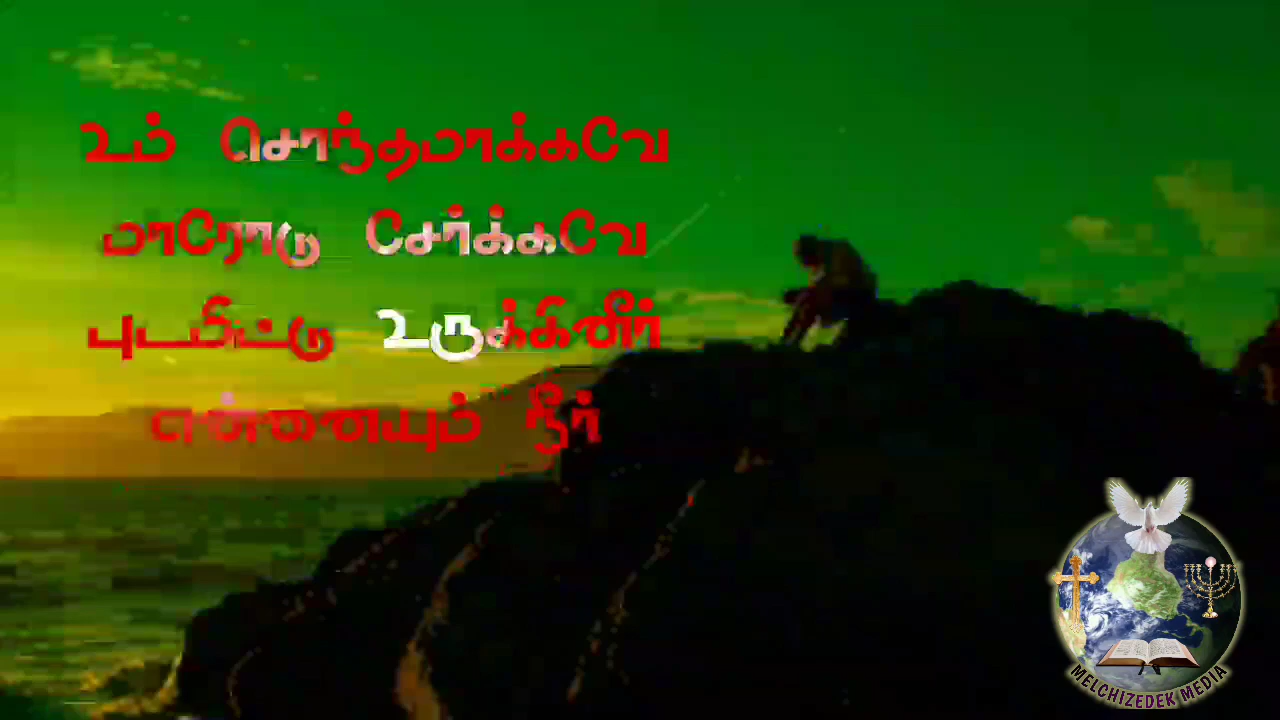 உம் சொந்தமாக்கவே
மாரோடு சேர்க்கவே
புடமிட்டு உருக்கினீர்
என்னையும் நீர்
MELCHIZEDEK MEDIA